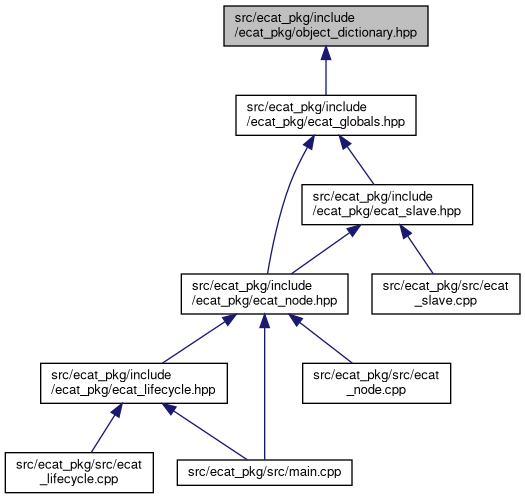 src/ecat_pkg/include
/ecat_pkg/object_dictionary.hpp
src/ecat_pkg/include
/ecat_pkg/ecat_globals.hpp
src/ecat_pkg/include
/ecat_pkg/ecat_slave.hpp
src/ecat_pkg/include
/ecat_pkg/ecat_node.hpp
src/ecat_pkg/src/ecat
_slave.cpp
src/ecat_pkg/include
/ecat_pkg/ecat_lifecycle.hpp
src/ecat_pkg/src/ecat
_node.cpp
src/ecat_pkg/src/ecat
_lifecycle.cpp
src/ecat_pkg/src/main.cpp